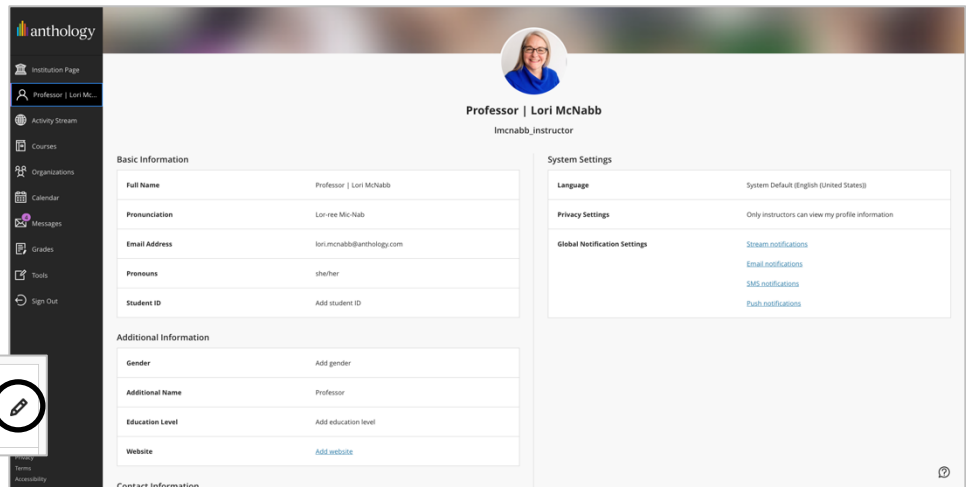 anthology
Institution Page
Professor | Lori Mc...
Activity Stream
Courses
Organizations
Calendar
4
Messages
Grades
Tools
Sign Out
Privacy
Terms
Accessibility
Professor | Lori McNabb
lmcnabb_instructor
Basic Information
Full Name Professor | Lori McNabb
Pronunciation Lor-ree Mic-Nab
Email Address lori.mcnabb@anthology.com
Pronouns she/her
Student ID Add student ID
Additional Information
Gender Add gender
Additional Name Professor
Education Level Add education level
Website Add website
Contact Information
System Settings
Language System Default (English (United States))
Privacy Settings Only instructors can view my profile information
Global Notification Settings Stream notifications
Email notifications
SMS notifications
Push notifications